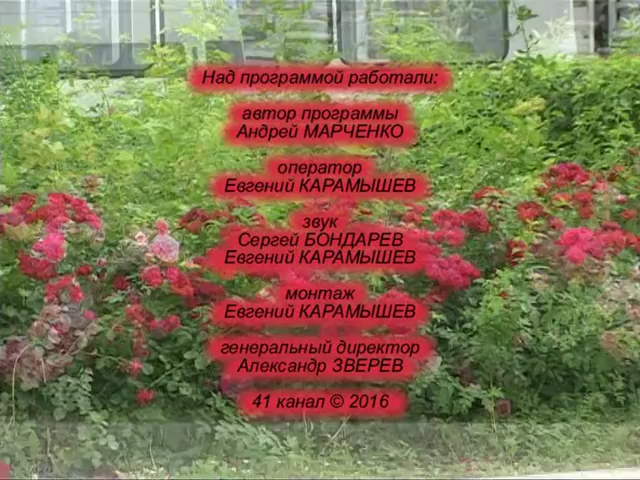 Над программой работали:
автор программы
Андрей МАРЧЕНКО
оператор
Евгений КАРАМЫШЕВ
звук
Сергей БОНДАРЕВ
Евгений КАРАМЫШЕВ
монтаж
Евгений КАРАМЫШЕВ
генеральный директор
Александр ЗВЕРЕВ
41 канал © 2016